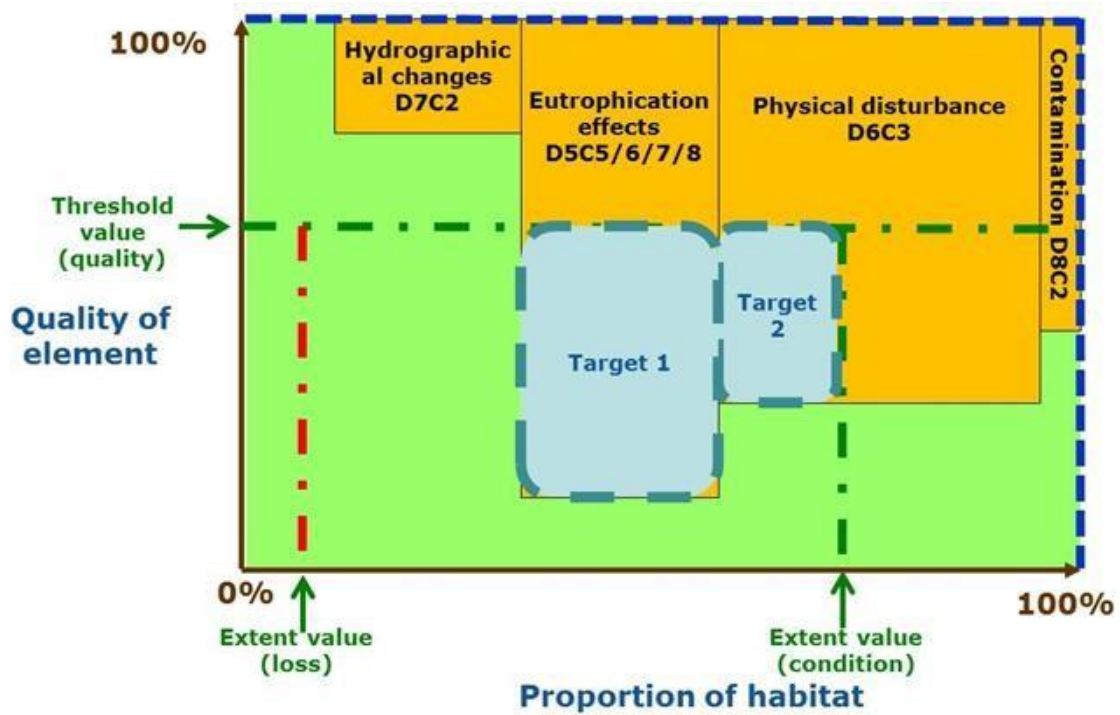 100%
Hydrographic
al changes
D7C2
Eutrophication
effects
D5C5/6/7/8
Physical disturbance
D6C3
Contamination D8C2
Threshold
value
(quality)
Quality of
element
Target 1
Target
2
0%
100%
Extent value
(loss)
Extent value
(condition)
Proportion of habitat